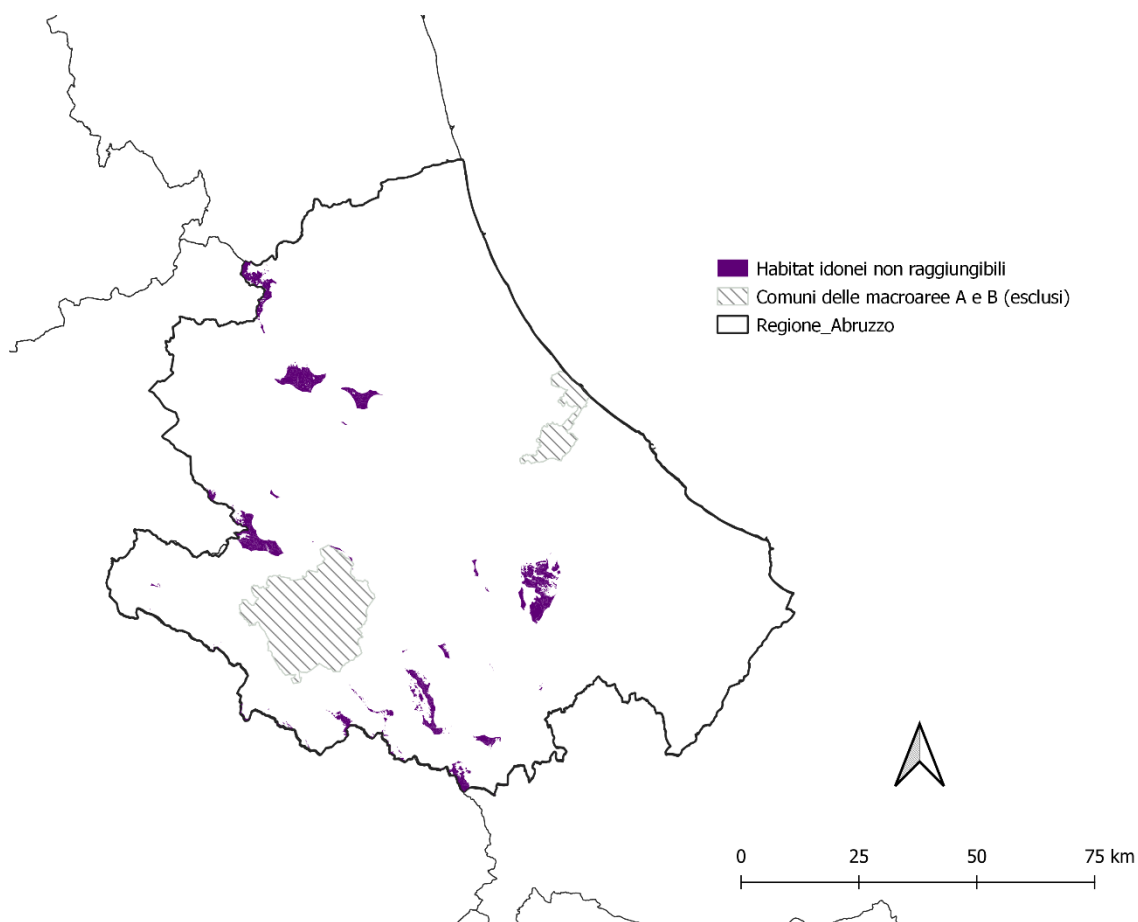 Habitat idonei non raggiungibili
Comuni delle macroaree A e B (esclusi)
Regione_Abruzzo
0 25 50 75 km